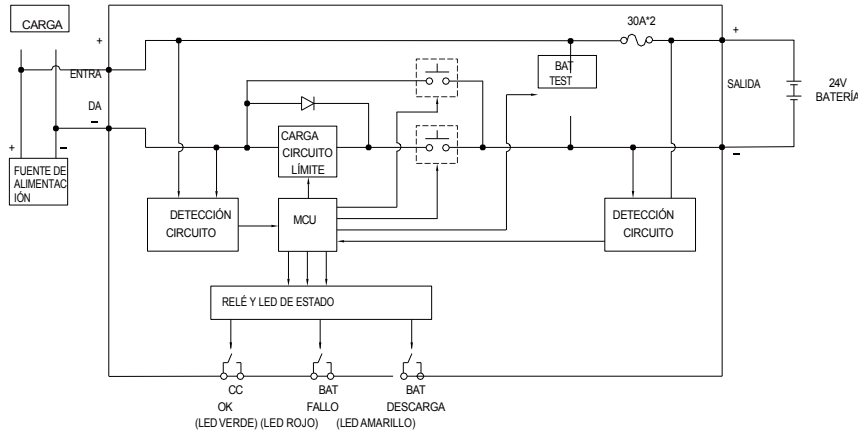 CARGA
30A*2
+
+
ENTRA
DA
BAT
TEST
SALIDA
24V
BATERÍA
–
–
+
–
CARGA
CIRCUITO
LÍMITE
FUENTE DE
ALIMENTAC
IÓN
DETECCIÓN
CIRCUITO
MCU
DETECCIÓN
CIRCUITO
RELÉ Y LED DE ESTADO
CC
BAT
BAT
OK
FALLO
DESCARGA
(LED VERDE) (LED ROJO) (LED AMARILLO)